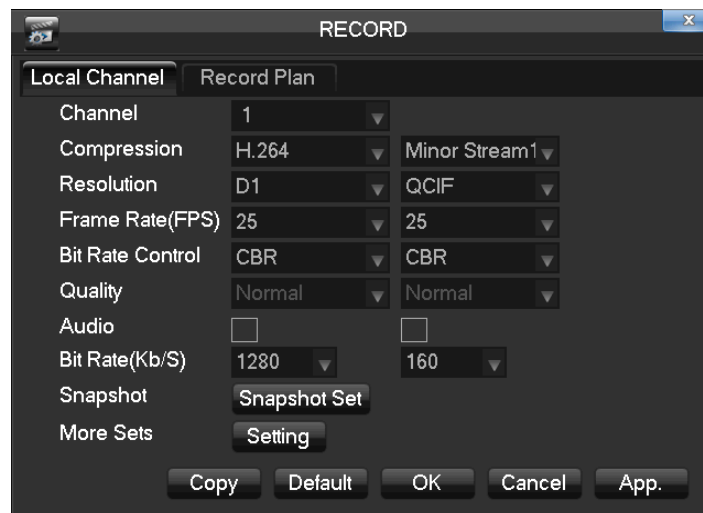 RECORD
x
Local Channel Record Plan
Channel 1
Compression H.264 Minor Stream1
Resolution D1 QCIF
Frame Rate(FPS) 25 25
Bit Rate Control CBR CBR
Quality Normal Normal
Audio
Bit Rate(Kb/S) 1280 160
Snapshot Snapshot Set
More Sets Setting
Copy Default OK Cancel App.